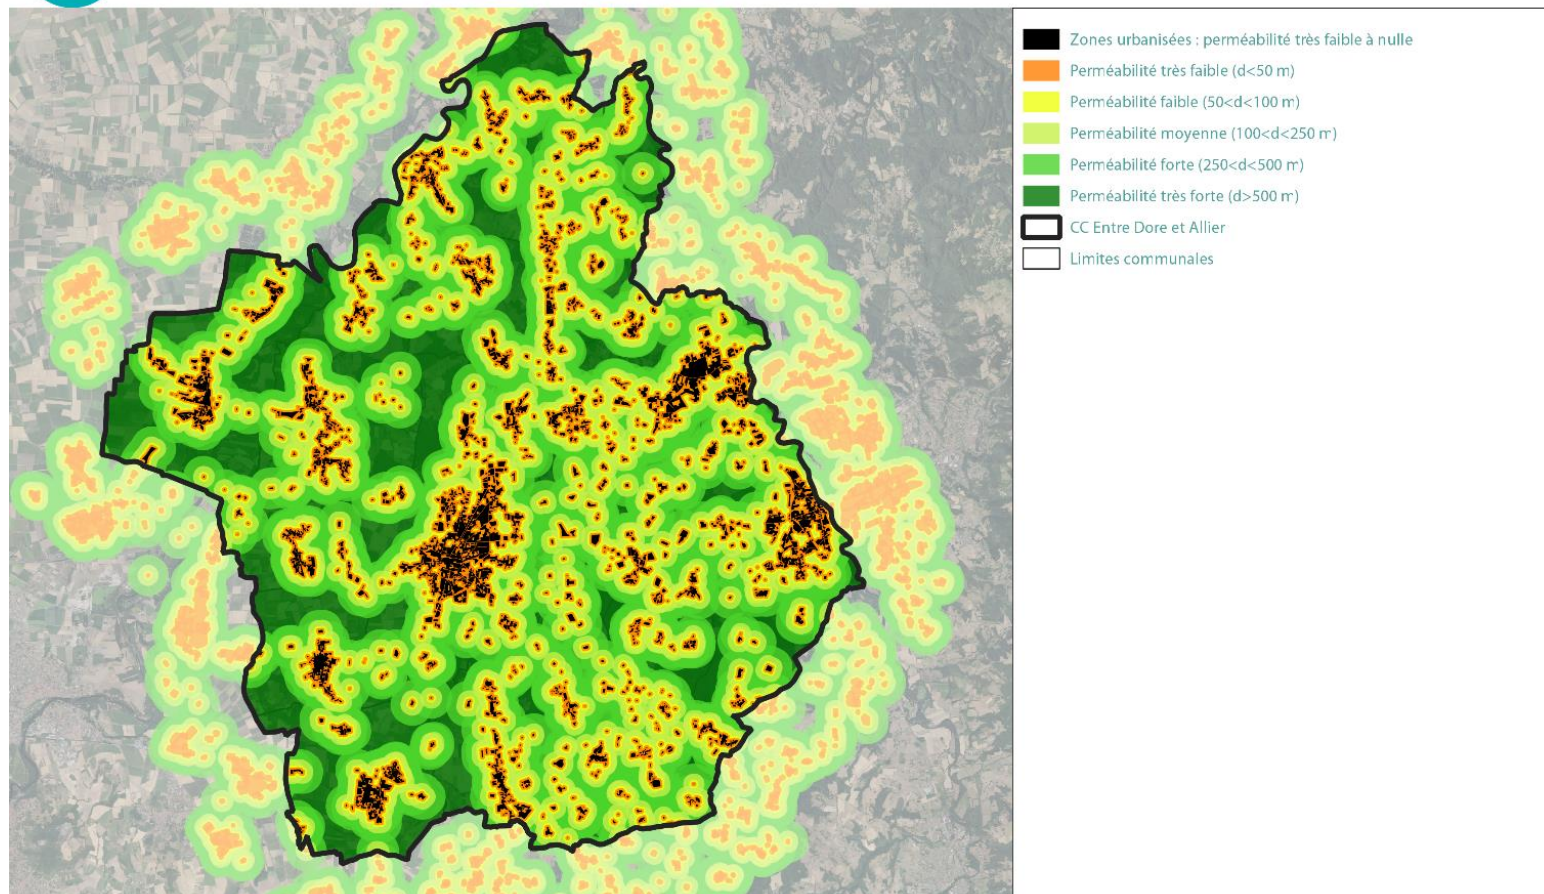 Zones urbanisées : perméabilité très faible à nulle
Perméabilité très faible (d<50 m)
Perméabilité faible (50<d<100 m)
Perméabilité moyenne (100<d<250 m)
Perméabilité forte (250<d<500 m)
Perméabilité très forte (d>500 m)
CC Entre Dore et Allier
Limites communales